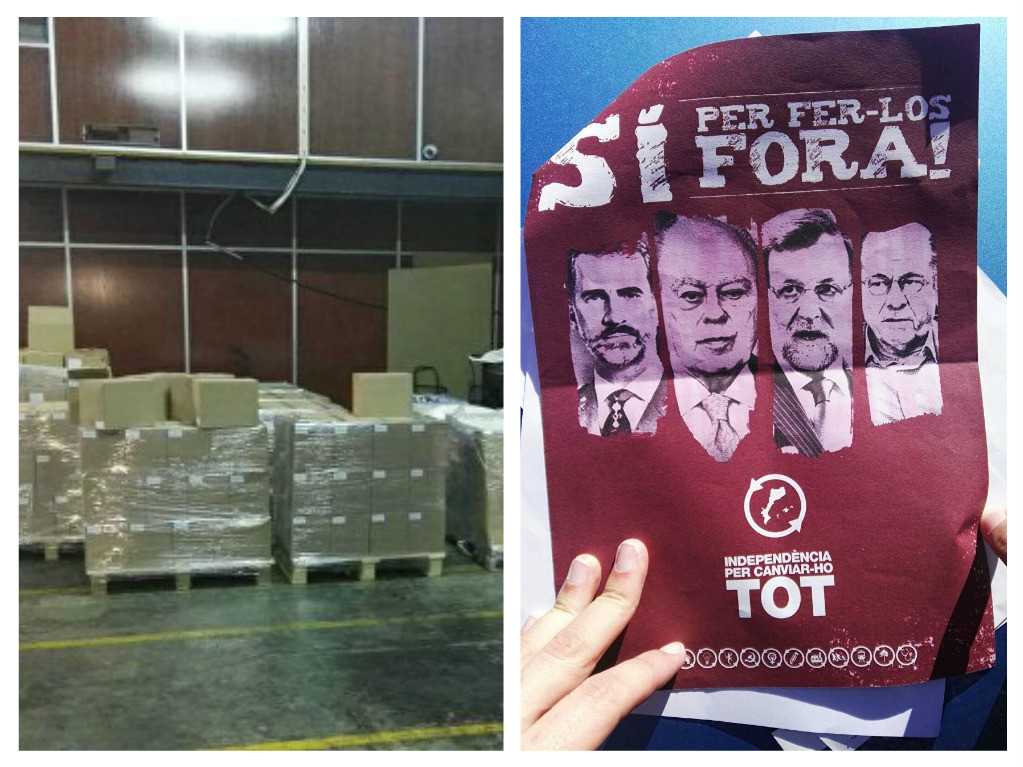 SÍ PER FER-LOS
FORA!
INDEPENDÈNCIA
PER CANVIAR-HO
TOT